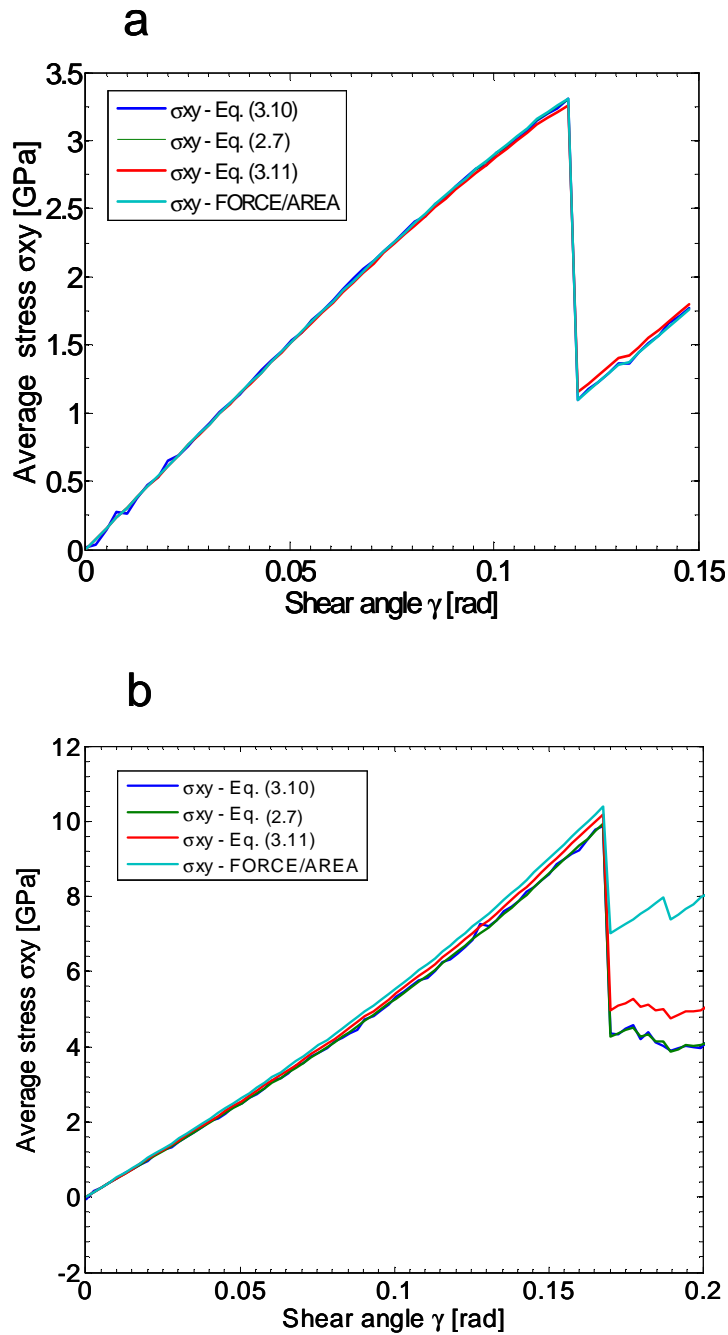 a
3.5
3
2.5
2
1.5
1
0.5
0
Average stress σxy [GPa]
σxy - Eq. (3.10)
σxy - Eq. (2.7)
σxy - Eq. (3.11)
σxy - FORCE/AREA
0 0.05 0.1 0.15
Shear angle γ [rad]
b
12
10
8
6
4
2
0
-2
Average stress σxy [GPa]
σxy - Eq. (3.10)
σxy - Eq. (2.7)
σxy - Eq. (3.11)
σxy - FORCE/AREA
0 0.05 0.1 0.15 0.2
Shear angle γ [rad]